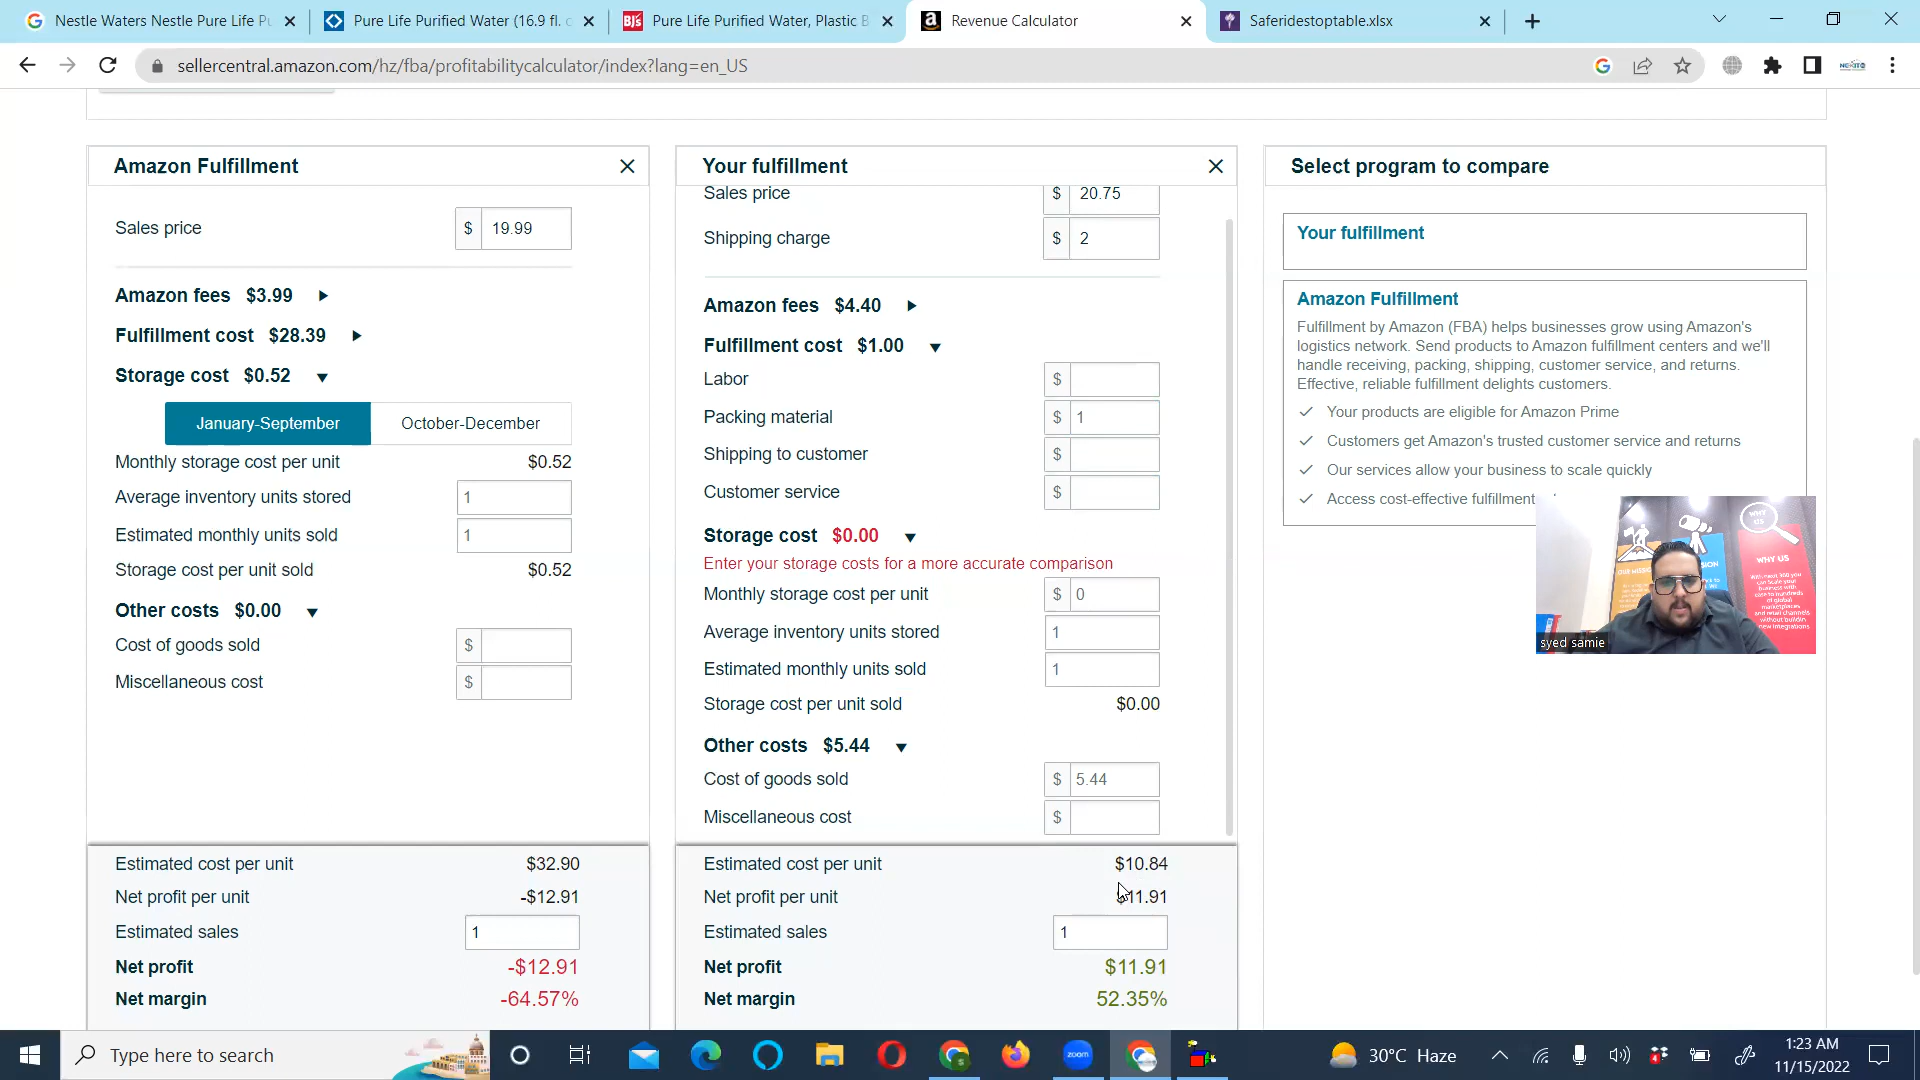 Nestle Waters Nestle Pure Life Pu
Pure Life Purified Water (16.9 fl. o
BJ's
Pure Life Purified Water, Plastic B
Revenue Calculator
Saferidestoptable.xlsx
sellercentral.amazon.com/hz/fba/profitabilitycalculator/index?lang=en_US
Amazon Fulfillment
Sales price $ 19.99
Amazon fees $3.99
Fulfillment cost $28.39
Storage cost $0.52
January-September October-December
Monthly storage cost per unit $0.52
Average inventory units stored 1
Estimated monthly units sold 1
Storage cost per unit sold $0.52
Other costs $0.00
Cost of goods sold $
Miscellaneous cost $
Estimated cost per unit $32.90
Net profit per unit -$12.91
Estimated sales 1
Net profit -$12.91
Net margin -64.57%
Your fulfillment
Sales price $ 20.75
Shipping charge $ 2
Amazon fees $4.40
Fulfillment cost $1.00
Labor $
Packing material $ 1
Shipping to customer $
Customer service $
Storage cost $0.00
Enter your storage costs for a more accurate comparison
Monthly storage cost per unit $ 0
Average inventory units stored 1
Estimated monthly units sold 1
Storage cost per unit sold $0.00
Other costs $5.44
Cost of goods sold $ 5.44
Miscellaneous cost $
Estimated cost per unit $10.84
Net profit per unit $11.91
Estimated sales 1
Net profit $11.91
Net margin 52.35%
Select program to compare
Your fulfillment
Amazon Fulfillment
Fulfillment by Amazon (FBA) helps businesses grow using Amazon's
logistics network. Send products to Amazon fulfillment centers and we'll
handle receiving, packing, shipping, customer service, and returns.
Effective, reliable fulfillment delights customers.
Your products are eligible for Amazon Prime
Customers get Amazon's trusted customer service and returns
Our services allow your business to scale quickly
Access cost-effective fulfillment
WHY
US
WHY US
syed samie
Type here to search
zoom
30°C Haze
1:23 AM
11/15/2022